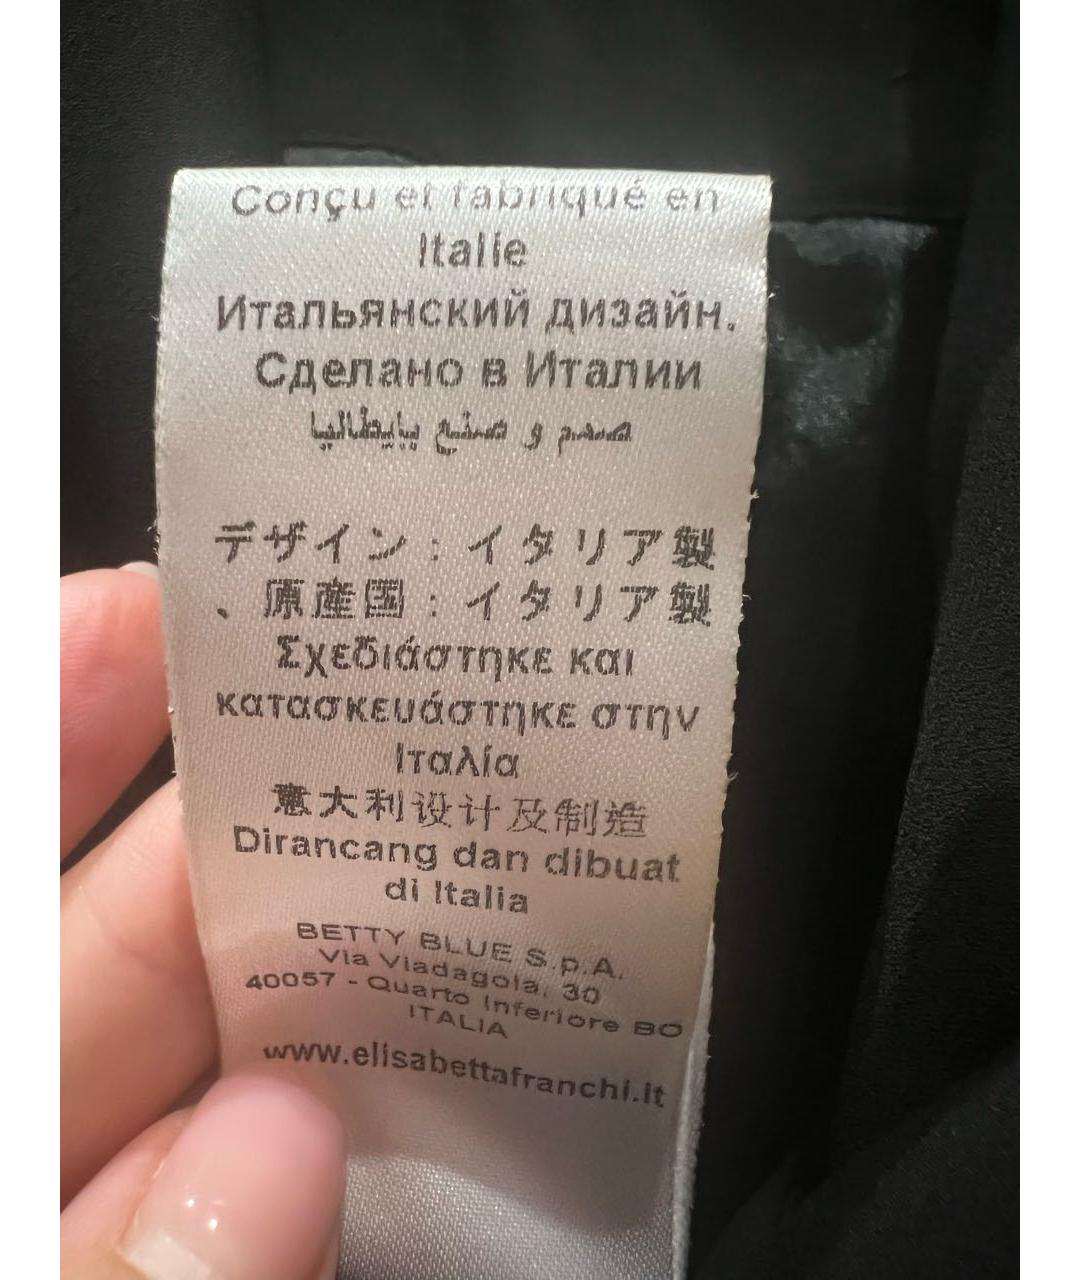 Conçu et fabriqué en
Italie
Итальянский дизайн.
Сделано в Италии
صمم و صنع بإيطاليا
デザイン：イタリア製
、原産国：イタリア製
Σχεδιάστηκε και
κατασκευάστηκε στην
Ιταλία
意大利设计及制造
Dirancang dan dibuat
di Italia
BETTY BLUE S.p.A.
Via Viadagola, 30
40057 - Quarto Inferiore BO
ITALIA
www.elisabettafranchi.it